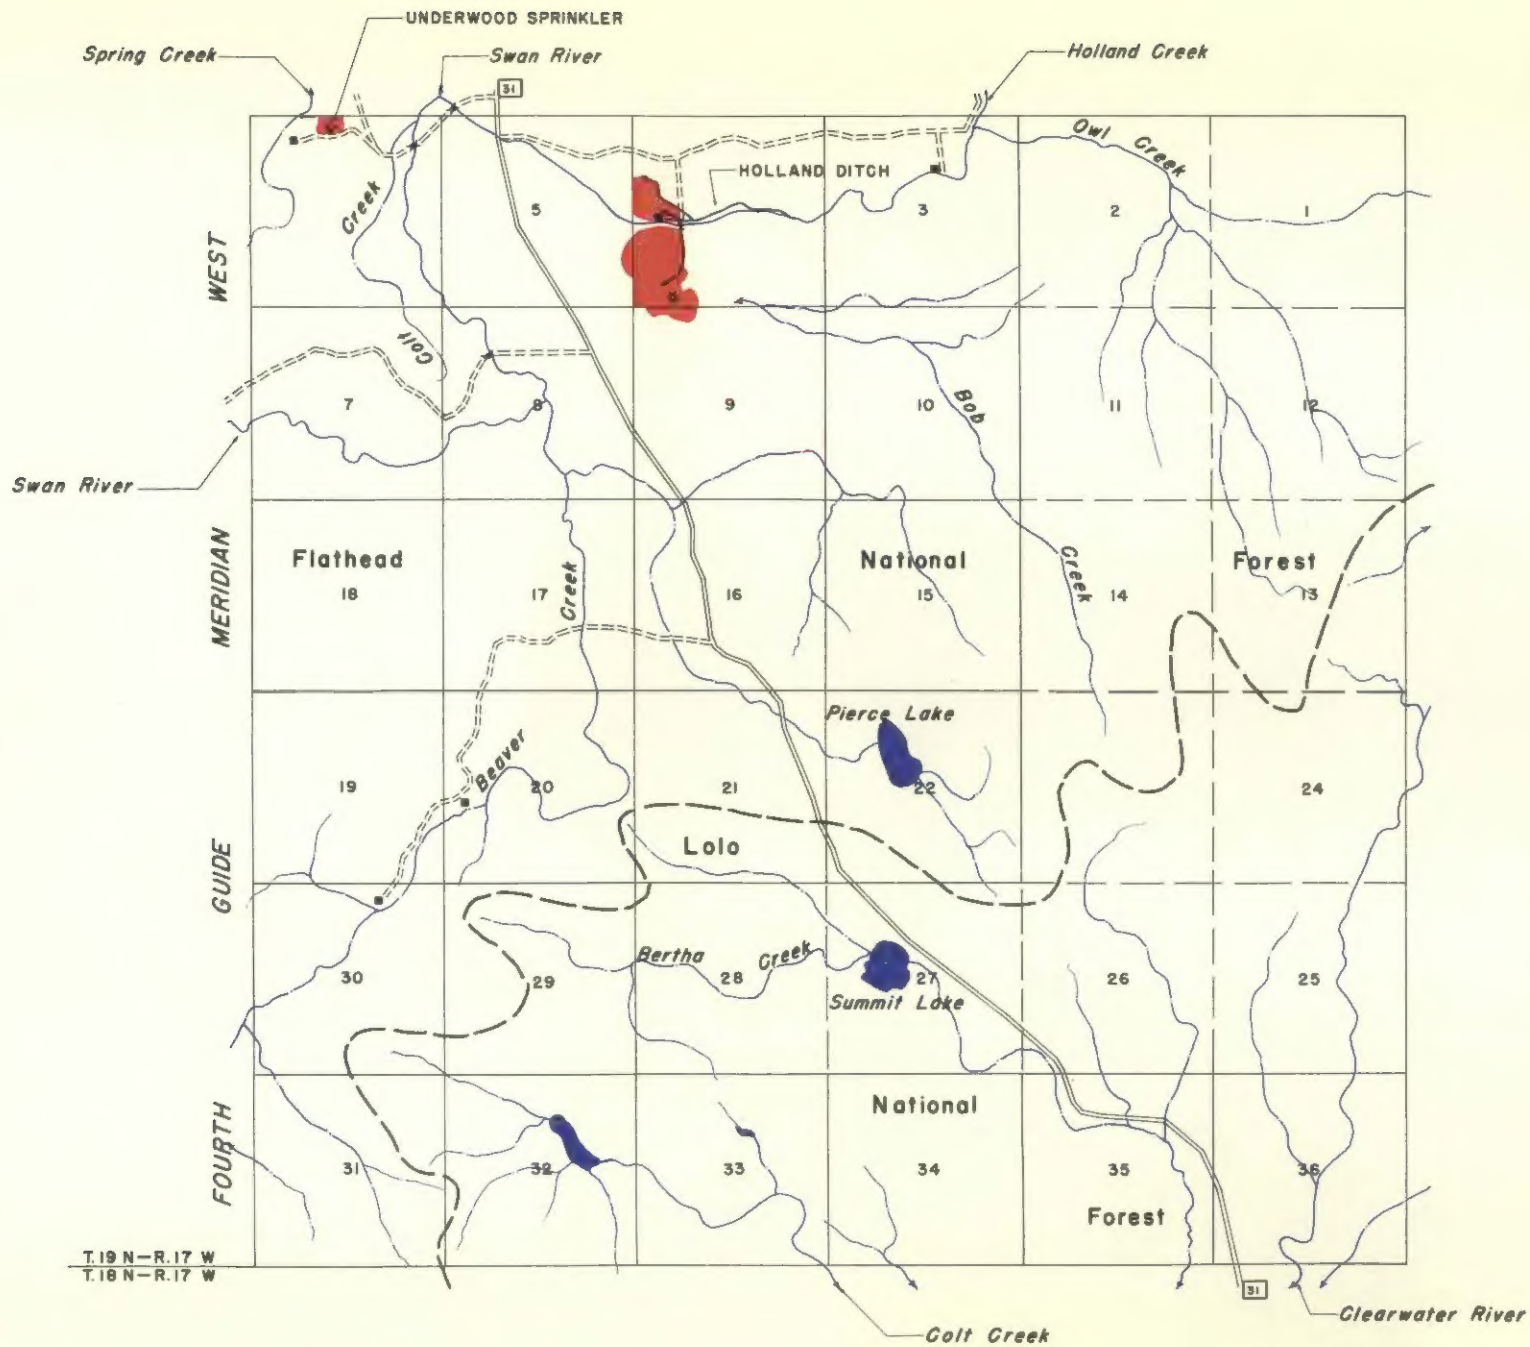 UNDERWOOD SPRINKLER
Spring Creek
Swan River
Holland Creek
31
Owl Creek
HOLLAND DITCH
Creek
5
3
2
1
WEST
Colt
7
8
9
10
Bob
11
12
Swan River
MERIDIAN
Flathead
National
Forest
Creek
Creek
18
17
16
15
14
13
Pierce Lake
Beaver
19
20
21
22
24
Lolo
GUIDE
Bertha Creek
30
29
28
27
26
25
Summit Lake
National
FOURTH
31
32
33
34
35
36
Forest
T.19 N-R.17 W
T.18 N-R.17 W
31
Clearwater River
Colt Creek